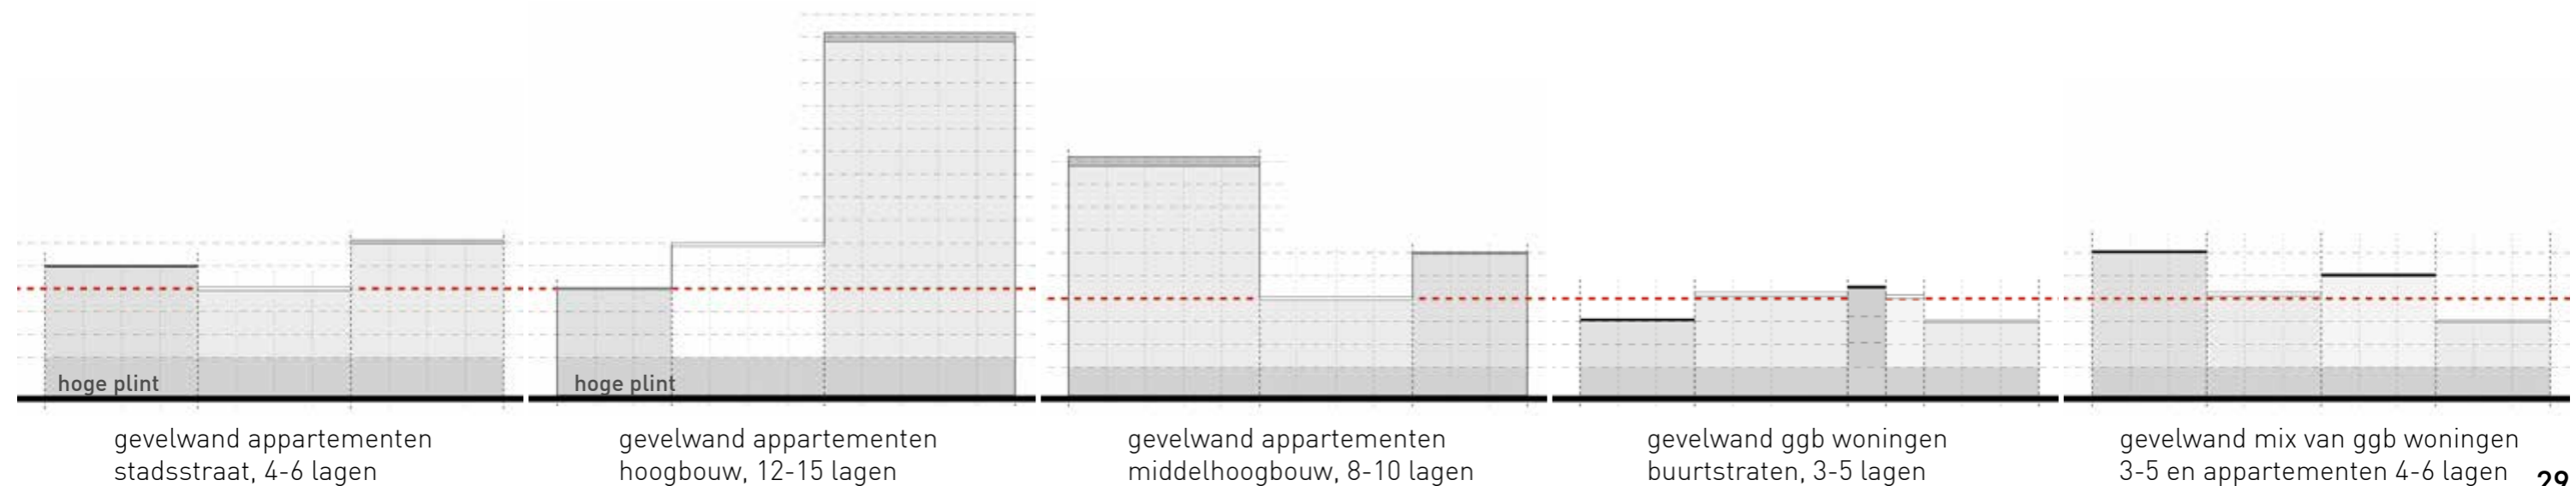 hoge plint
hoge plint
gevelwand appartementen
stadsstraat, 4-6 lagen
gevelwand appartementen
hoogbouw, 12-15 lagen
gevelwand appartementen
middelhoogbouw, 8-10 lagen
gevelwand ggb woningen
buurtstraten, 3-5 lagen
gevelwand mix van ggb woningen
3-5 en appartementen 4-6 lagen
29